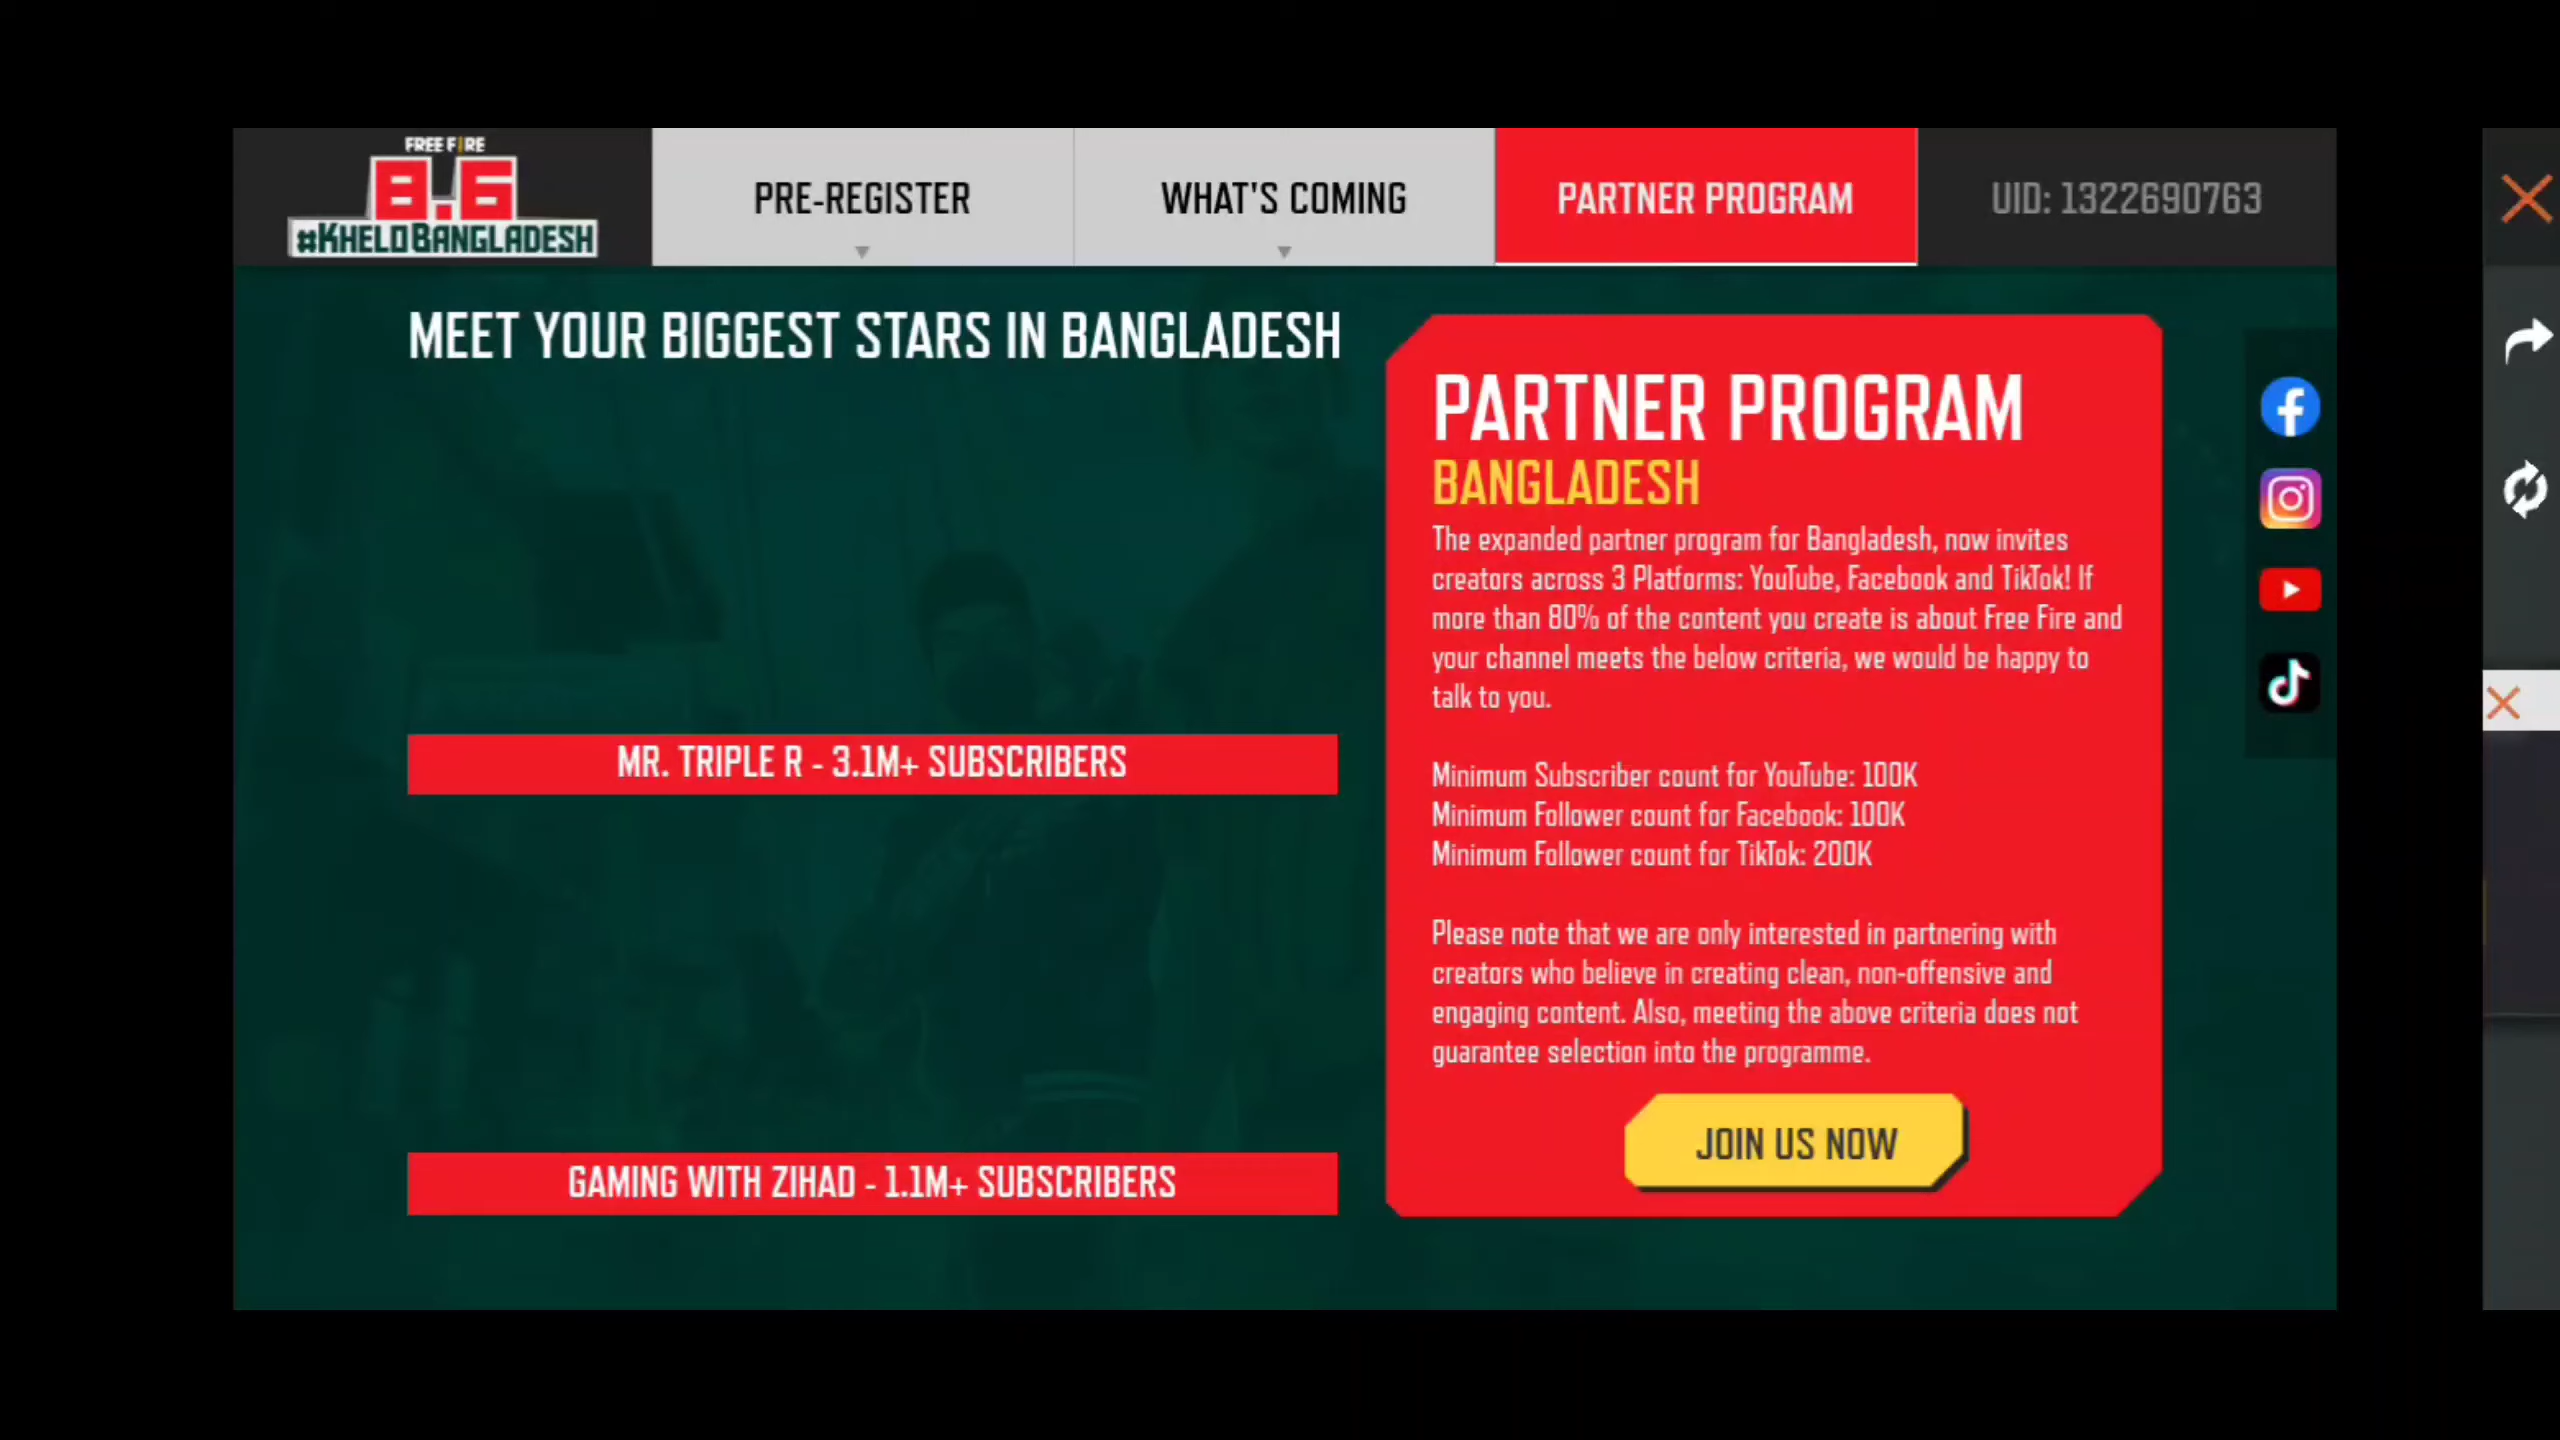 FREE FIRE
8.6
#KHELOBANGLADESH
PRE-REGISTER
WHAT'S COMING
PARTNER PROGRAM
UID: 1322690763
MEET YOUR BIGGEST STARS IN BANGLADESH
MR. TRIPLE R - 3.1M+ SUBSCRIBERS
GAMING WITH ZIHAD - 1.1M+ SUBSCRIBERS
PARTNER PROGRAM
BANGLADESH
The expanded partner program for Bangladesh, now invites
creators across 3 Platforms: YouTube, Facebook and TikTok! If
more than 80% of the content you create is about Free Fire and
your channel meets the below criteria, we would be happy to
talk to you.
Minimum Subscriber count for YouTube: 100K
Minimum Follower count for Facebook: 100K
Minimum Follower count for TikTok: 200K
Please note that we are only interested in partnering with
creators who believe in creating clean, non-offensive and
engaging content. Also, meeting the above criteria does not
guarantee selection into the programme.
JOIN US NOW